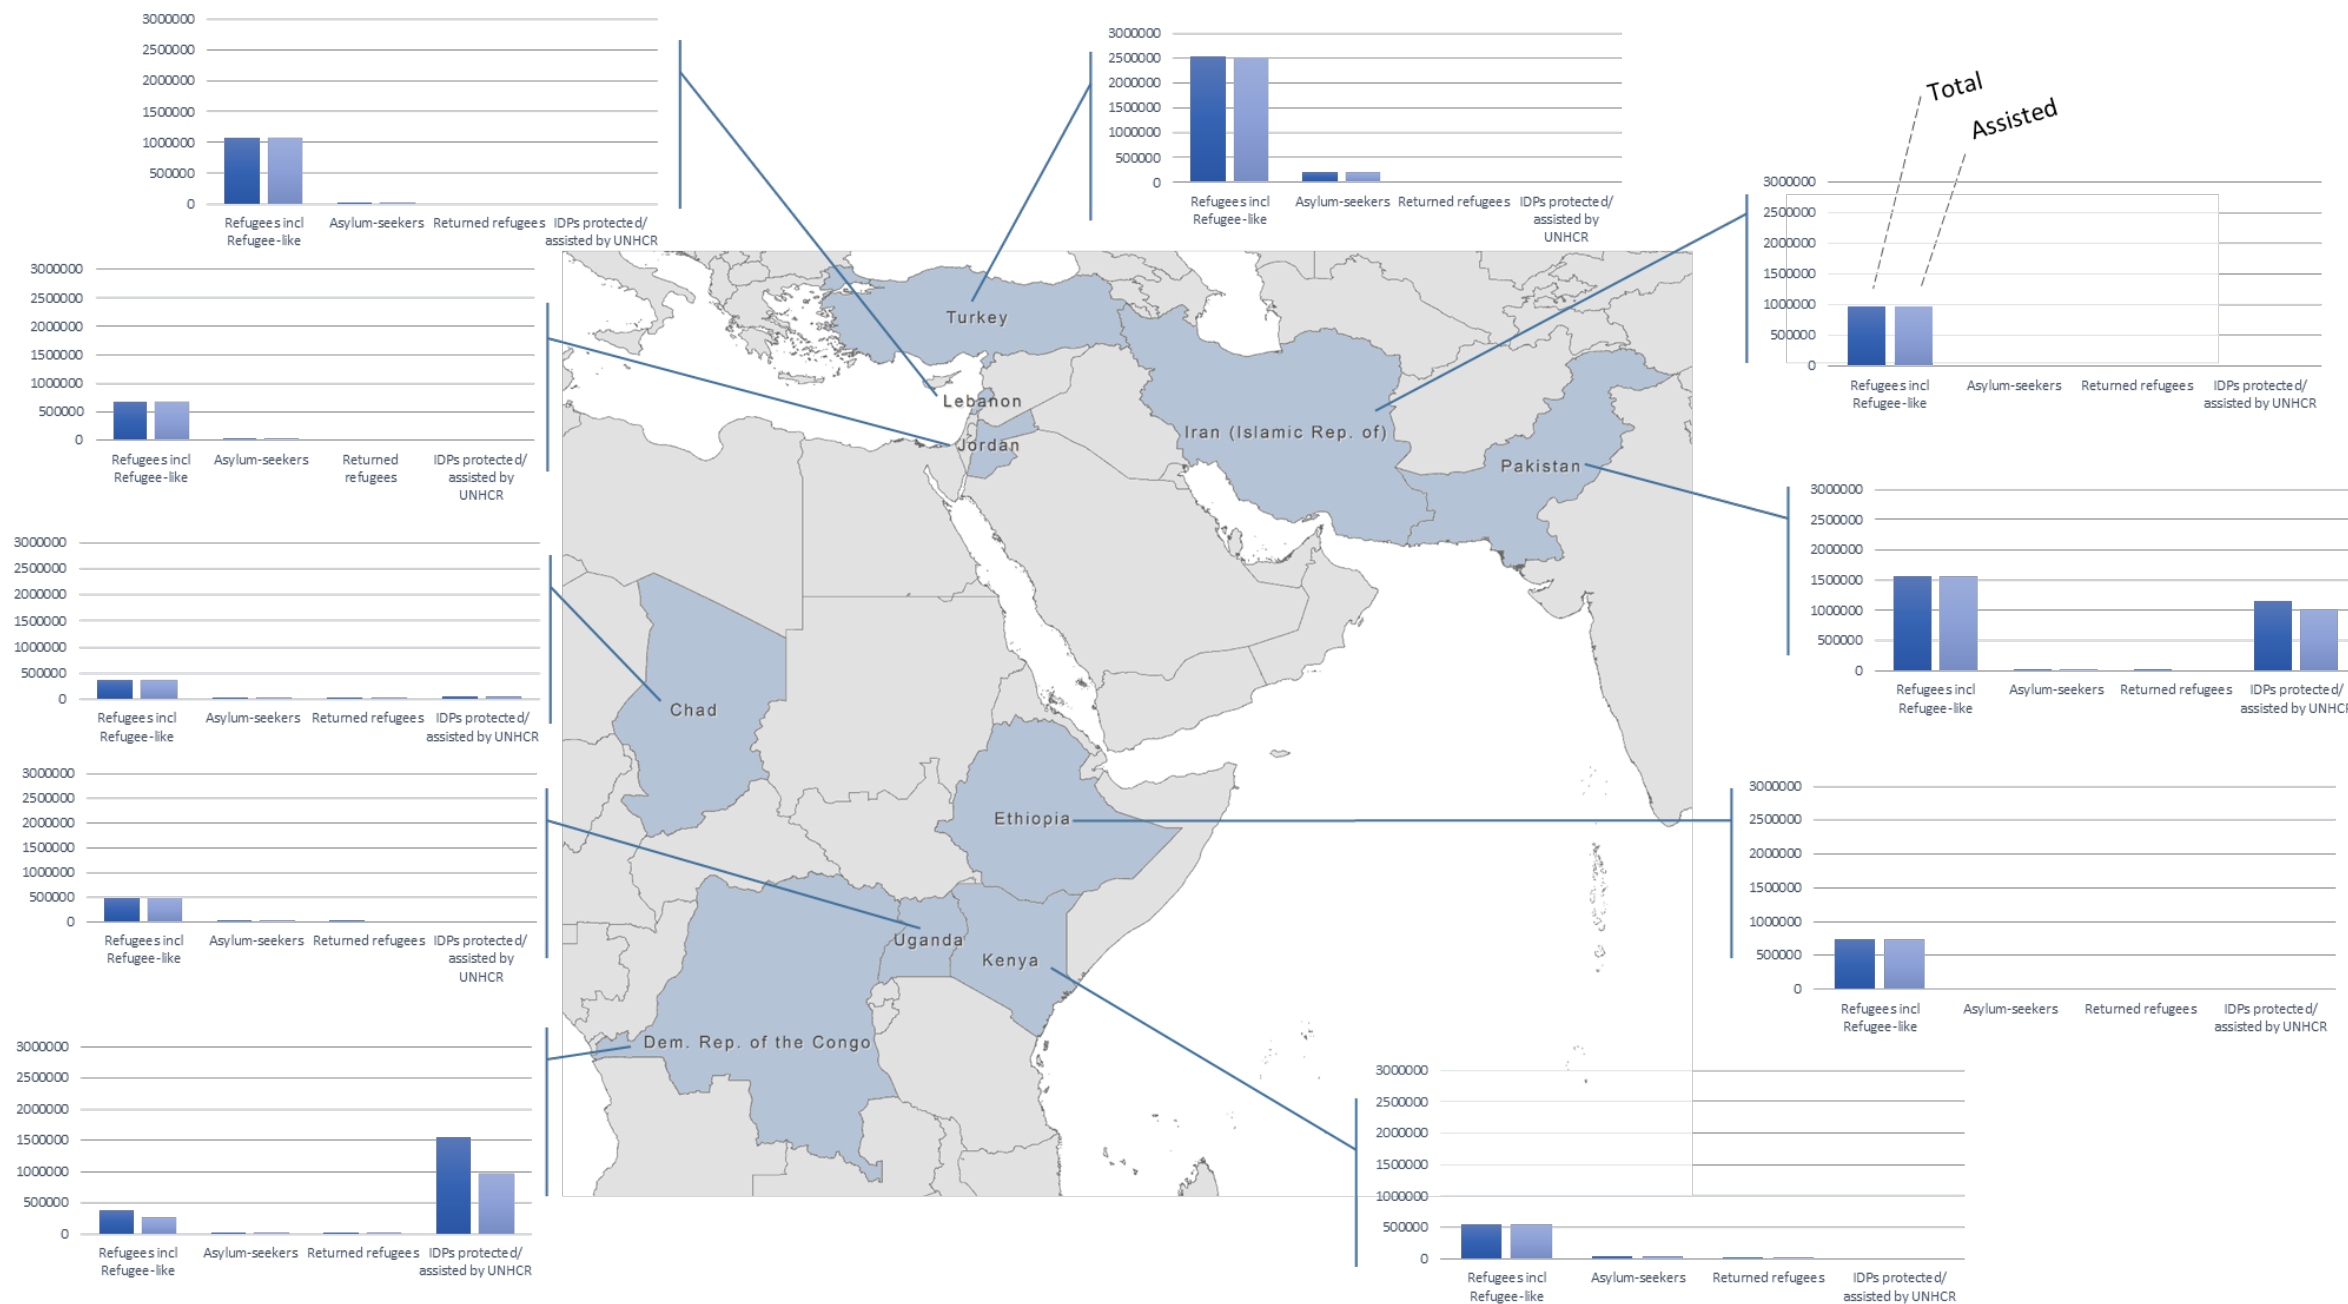 3000000
2500000
2000000
1500000
1000000
500000
0
Refugees incl
Refugee-like
Asylum-seekers
Returned refugees
IDPs protected/
assisted by UNHCR
3000000
2500000
2000000
1500000
1000000
500000
0
Refugees incl
Refugee-like
Asylum-seekers
Returned refugees
IDPs protected/
assisted by
UNHCR
Total
Assisted
3000000
2500000
2000000
1500000
1000000
500000
0
Refugees incl
Refugee-like
Asylum-seekers
Returned refugees
IDPs protected/
assisted by UNHCR
3000000
2500000
2000000
1500000
1000000
500000
0
Refugees incl
Refugee-like
Asylum-seekers
Returned
refugees
IDPs protected/
assisted by
UNHCR
Turkey
Lebanon
Jordan
Iran (Islamic Rep. of)
Pakistan
3000000
2500000
2000000
1500000
1000000
500000
0
Refugees incl
Refugee-like
Asylum-seekers
Returned refugees
IDPs protected/
assisted by UNHCR
3000000
2500000
2000000
1500000
1000000
500000
0
Refugees incl
Refugee-like
Asylum-seekers
Returned refugees
IDPs protected/
assisted by UNHCR
Chad
Ethiopia
Uganda
Kenya
Dem. Rep. of the Congo
3000000
2500000
2000000
1500000
1000000
500000
0
Refugees incl
Refugee-like
Asylum-seekers
Returned refugees
IDPs protected/
assisted by
UNHCR
3000000
2500000
2000000
1500000
1000000
500000
0
Refugees incl
Refugee-like
Asylum-seekers
Returned refugees
IDPs protected/
assisted by UNHCR
3000000
2500000
2000000
1500000
1000000
500000
0
Refugees incl
Refugee-like
Asylum-seekers
Returned refugees
IDPs protected/
assisted by UNHCR
3000000
2500000
2000000
1500000
1000000
500000
0
Refugees incl
Refugee-like
Asylum-seekers
Returned refugees
IDPs protected/
assisted by UNHCR